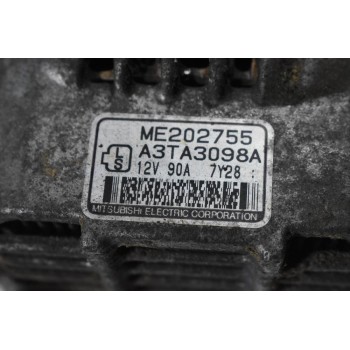 ME202755
A3TA3098A
S
12V 90A 7Y28 :
MITSUBISHI ELECTRIC CORPORATION